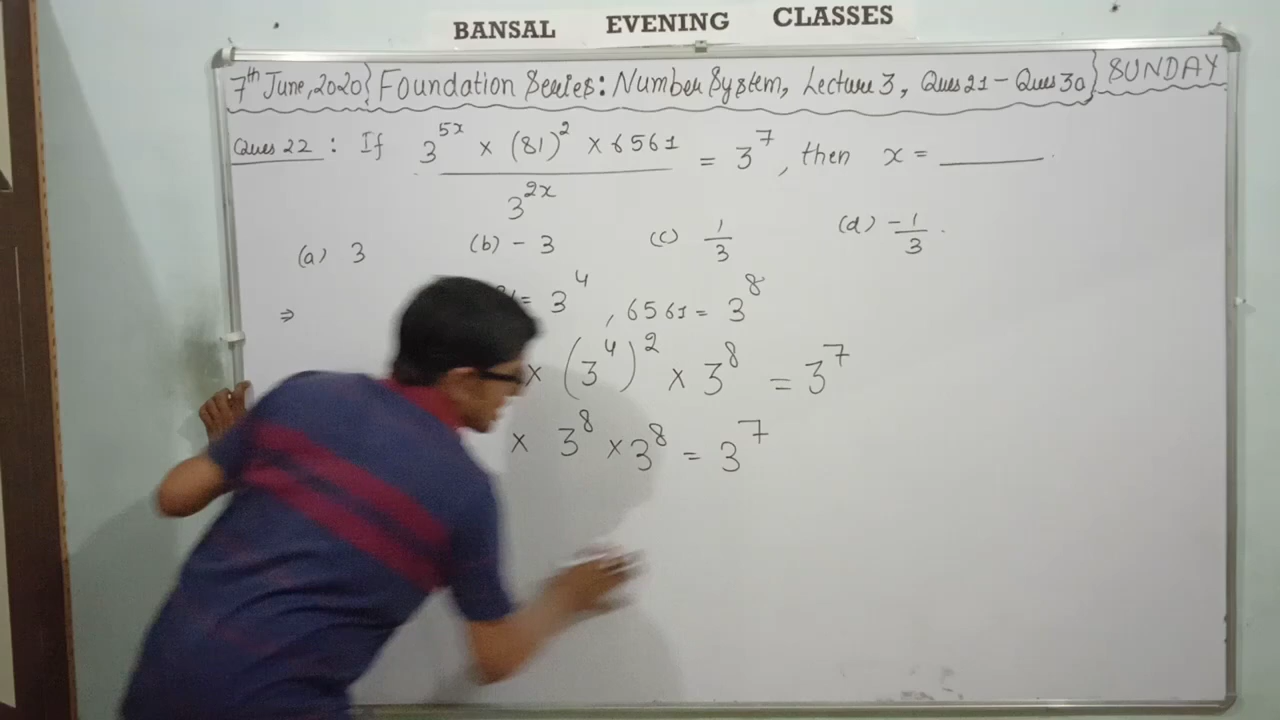 BANSAL EVENING CLASSES
7th June, 2020} Foundation Series: Number System, Lecture 3, Ques 21 - Ques 30} SUNDAY
Ques 22 : If 3^5x × (81)^2 × 6561 / 3^2x = 3^7, then x = ______.
(a) 3 (b) - 3 (c) 1/3 (d) -1/3.
⇒ = 3^4, 6561 = 3^8
× (3^4)^2 × 3^8 = 3^7
× 3^8 × 3^8 = 3^7